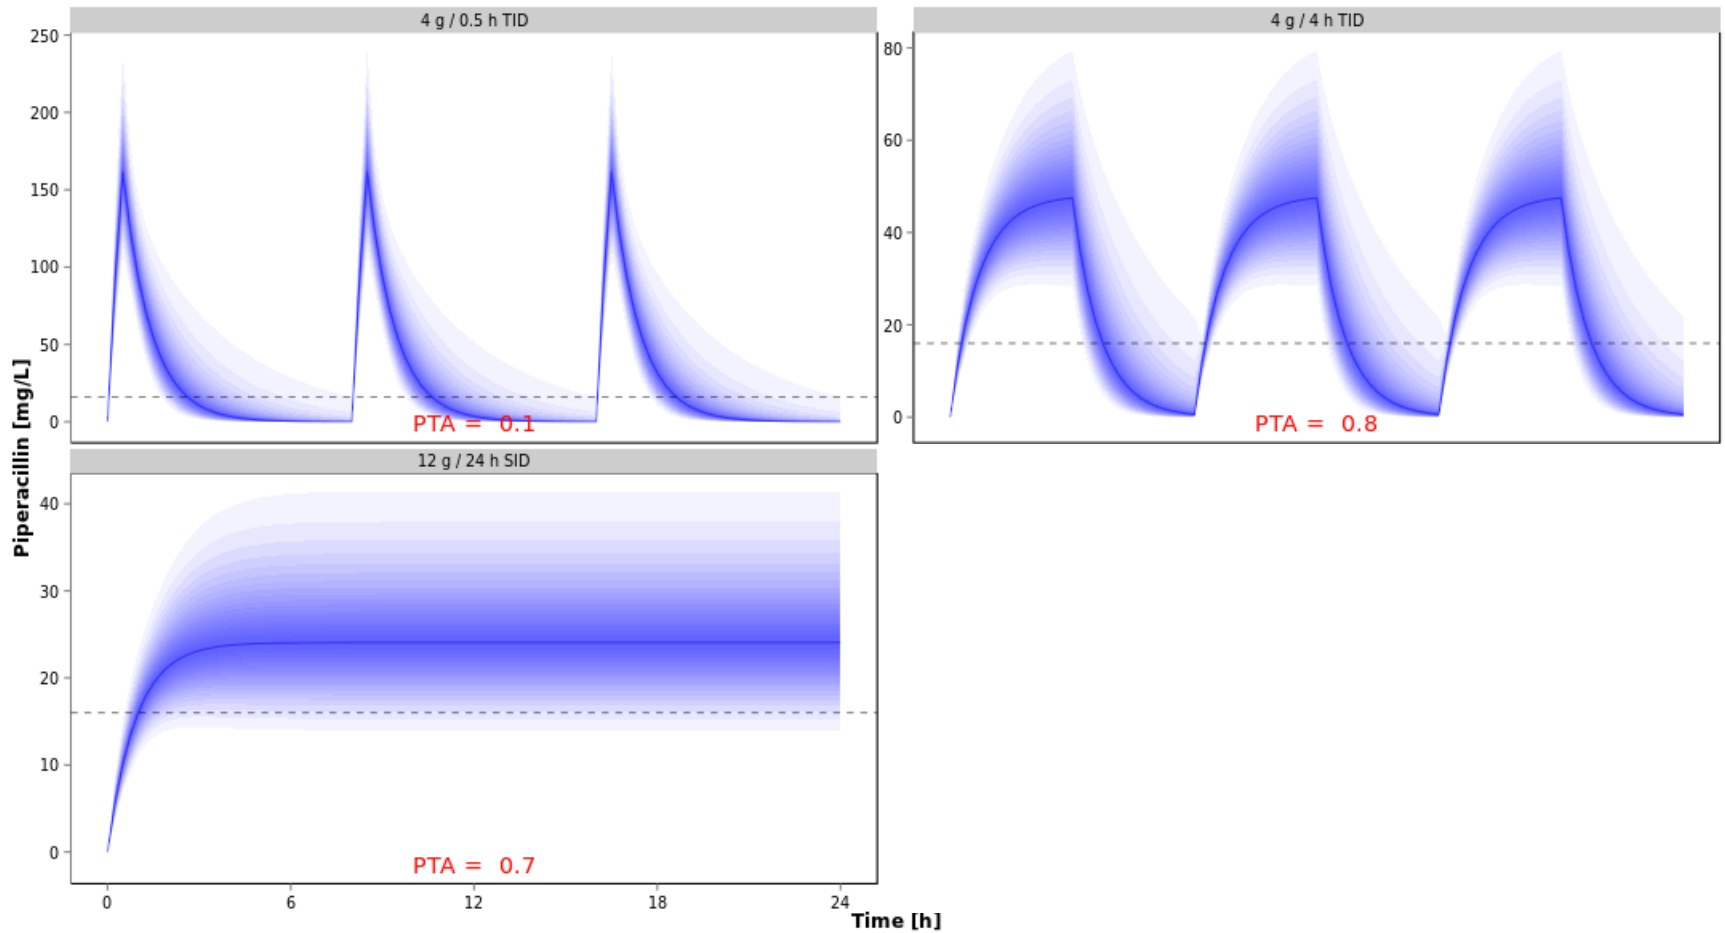 4 g / 0.5 h TID
4 g / 4 h TID
250
200
150
100
50
0
PTA = 0.1
80
60
40
20
0
PTA = 0.8
Piperacillin [mg/L]
12 g / 24 h SID
40
30
20
10
0
PTA = 0.7
0 6 12 18 24
Time [h]